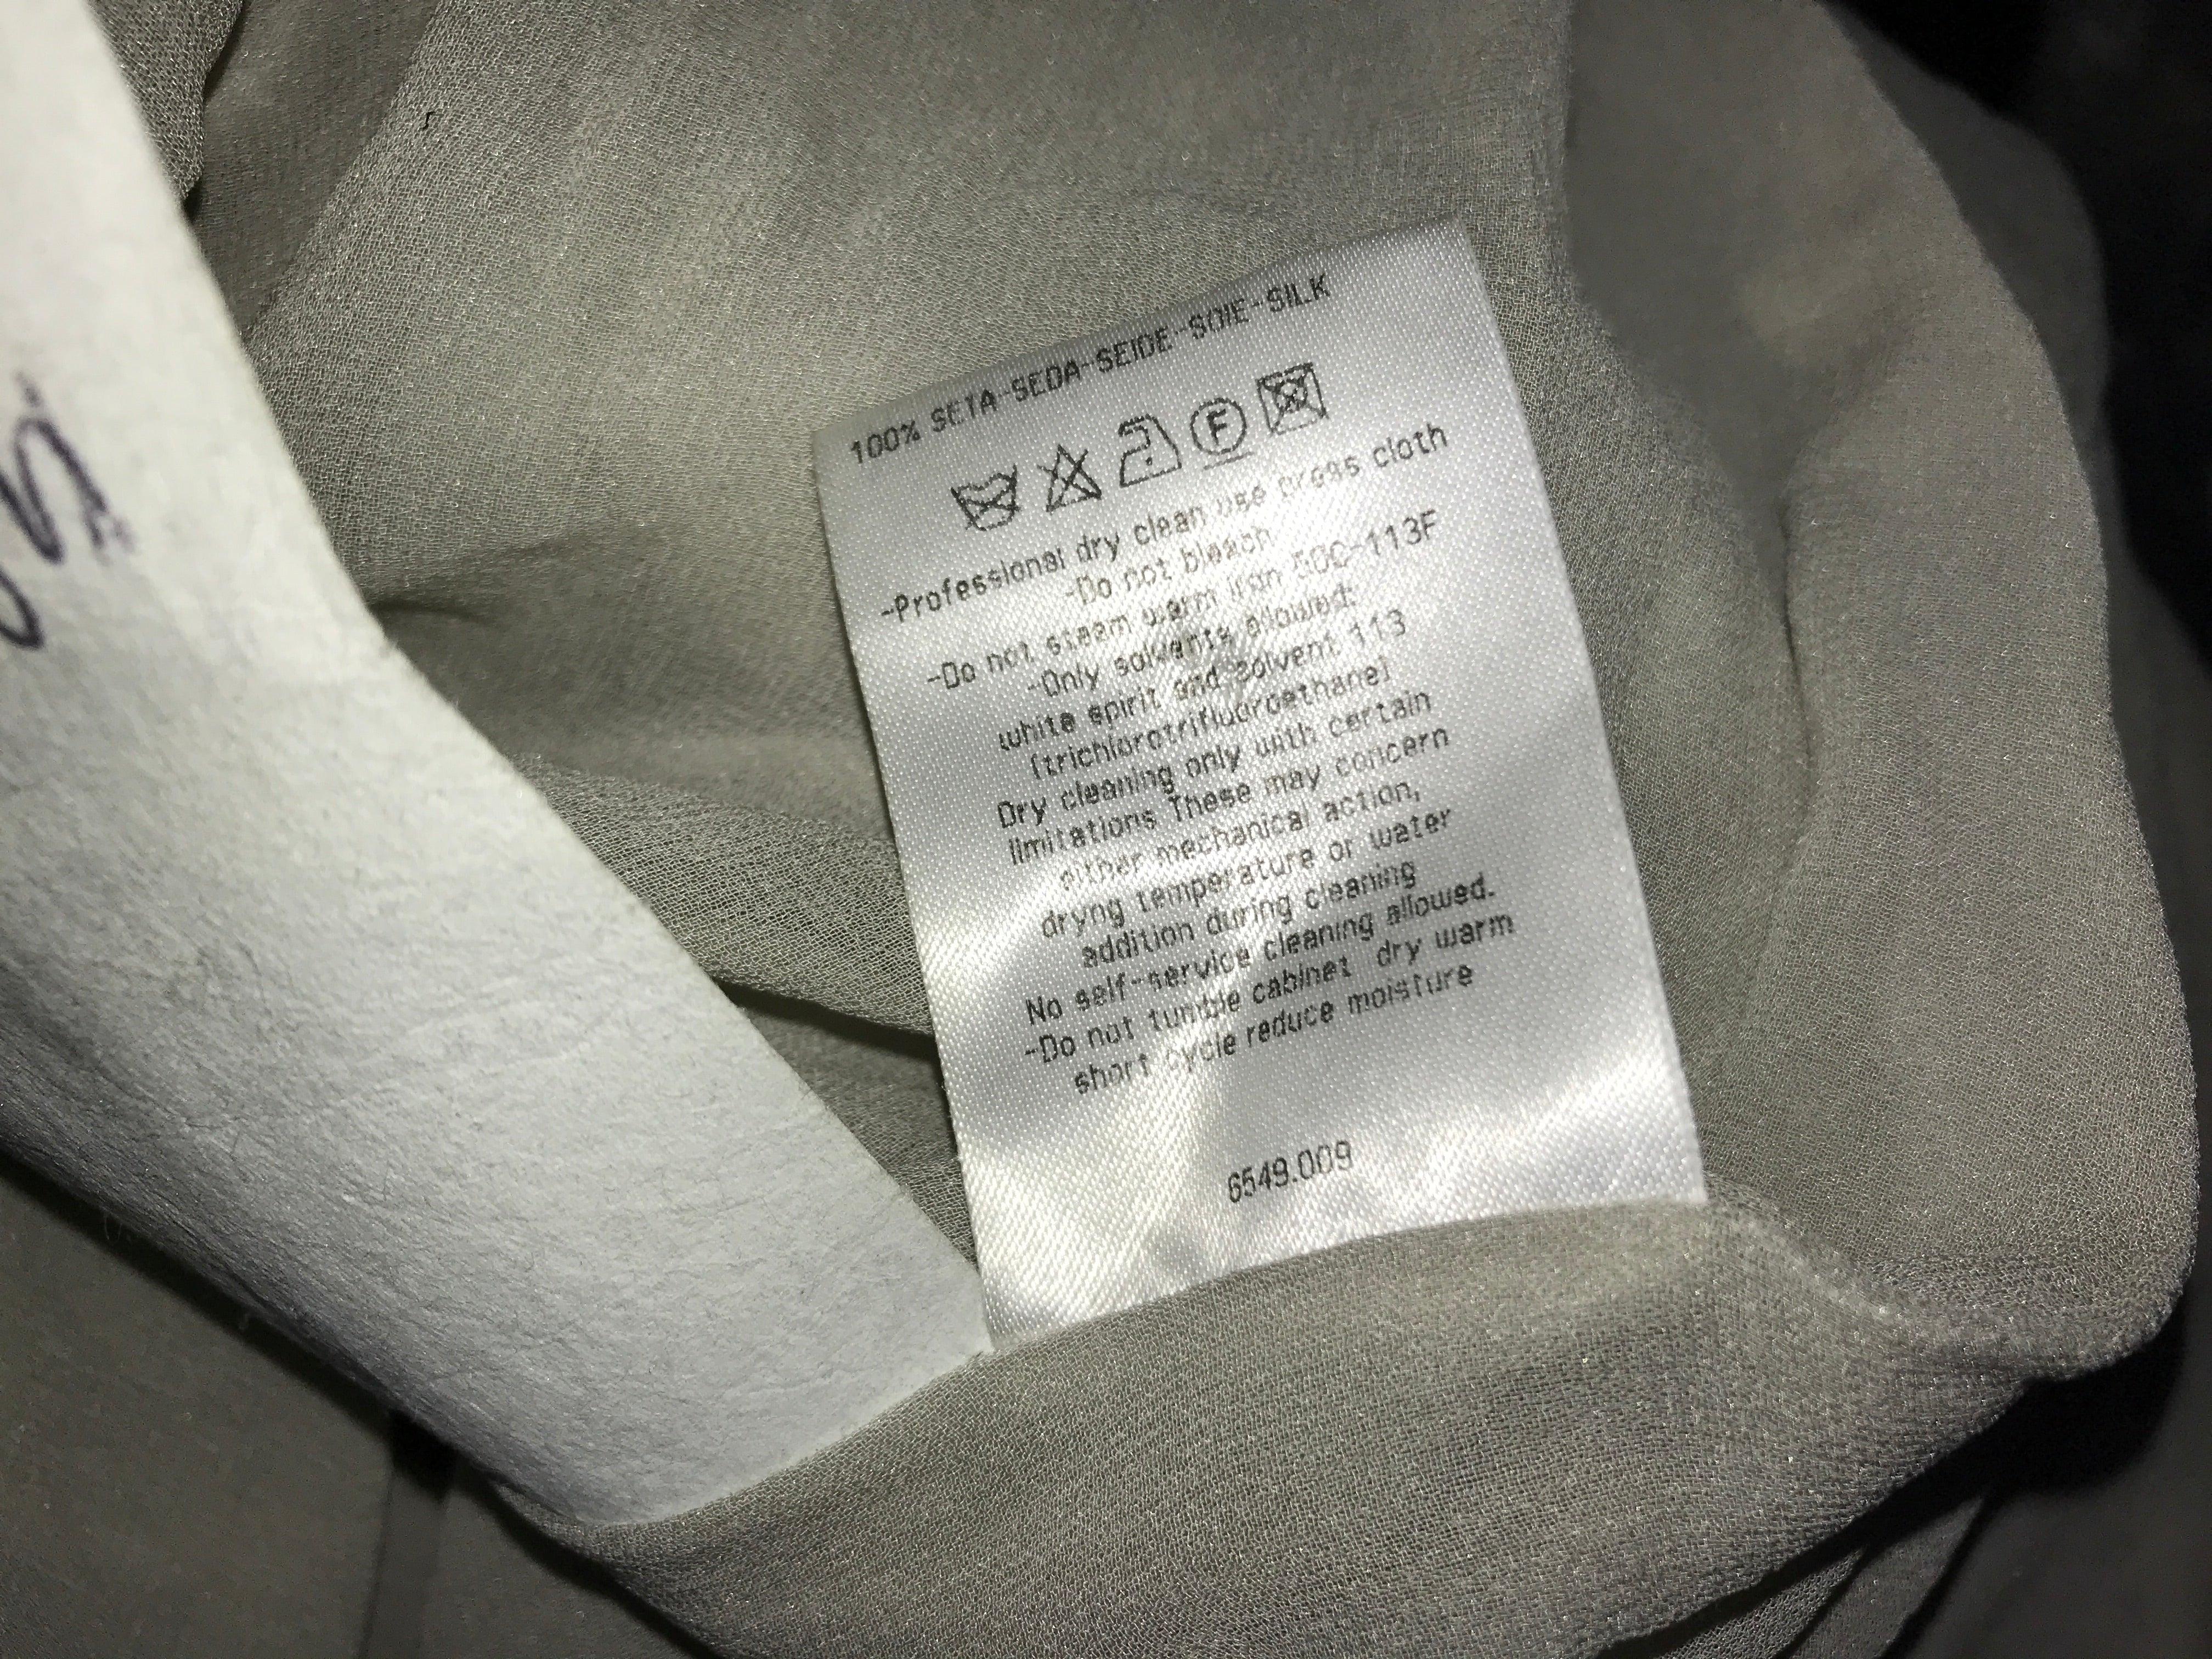 100% SETA-SEDA-SEIDE-SOIE-SILK
F
-Professional dry clean use press cloth
-Do not bleach
-Do not steam warm iron 50C-113F
-Only solvents allowed:
white spirit and solvent 113
(trichlorotrifluoroethane)
Dry cleaning only with certain
limitations These may concern
either mechanical action,
dryng temperature or water
addition during cleaning
No self-service cleaning allowed.
-Do not tumble cabinet dry warm
short cycle reduce moisture
6549.009